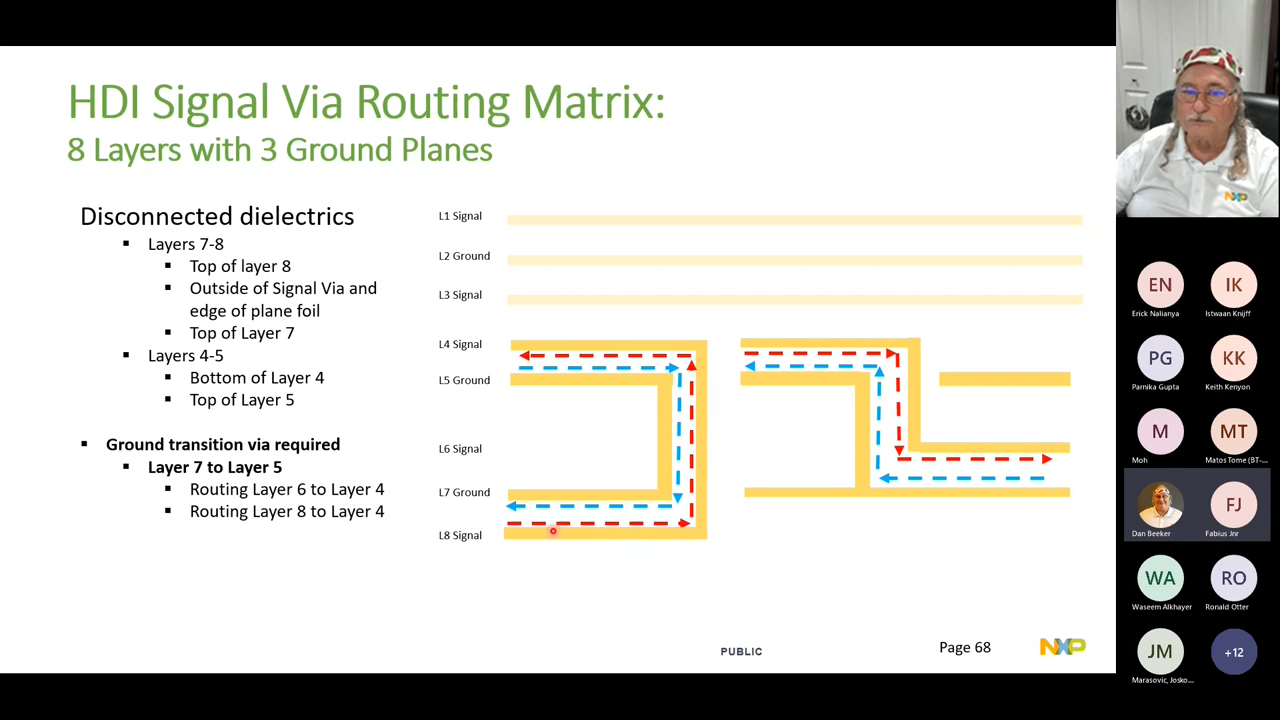 HDI Signal Via Routing Matrix:
8 Layers with 3 Ground Planes
Disconnected dielectrics
▪ Layers 7-8
▪ Top of layer 8
▪ Outside of Signal Via and
edge of plane foil
▪ Top of Layer 7
▪ Layers 4-5
▪ Bottom of Layer 4
▪ Top of Layer 5
▪ Ground transition via required
▪ Layer 7 to Layer 5
▪ Routing Layer 6 to Layer 4
▪ Routing Layer 8 to Layer 4
L1 Signal
L2 Ground
L3 Signal
L4 Signal
L5 Ground
L6 Signal
L7 Ground
L8 Signal
PUBLIC
Page 68
NXP
NXP
EN
Erick Nalianya
IK
Istwaan Knijff
PG
Parnika Gupta
KK
Keith Kenyon
M
Moh
MT
Matos Tome (BT-...
Dan Beeker
FJ
Fabius Jnr
WA
Waseem Alkhayer
RO
Ronald Otter
JM
Marasovic, Josko...
+12